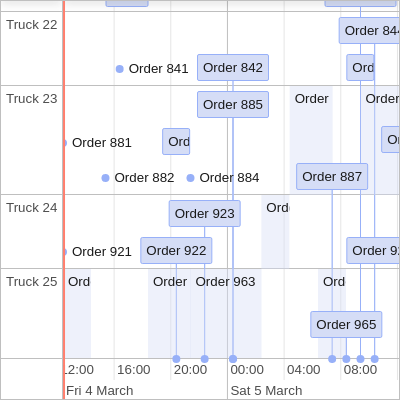 Truck 22
Order 844
Order 841
Order 842
Ord
Truck 23
Order 885
Order
Order
Order 881
Ord
Order 882
Order 884
Order 887
Truck 24
Order 923
Ord
Order 921
Order 922
Order 92
Truck 25
Ord
Order
Order 963
Ord
Order 965
2:00
16:00
20:00
00:00
04:00
08:00
Fri 4 March
Sat 5 March